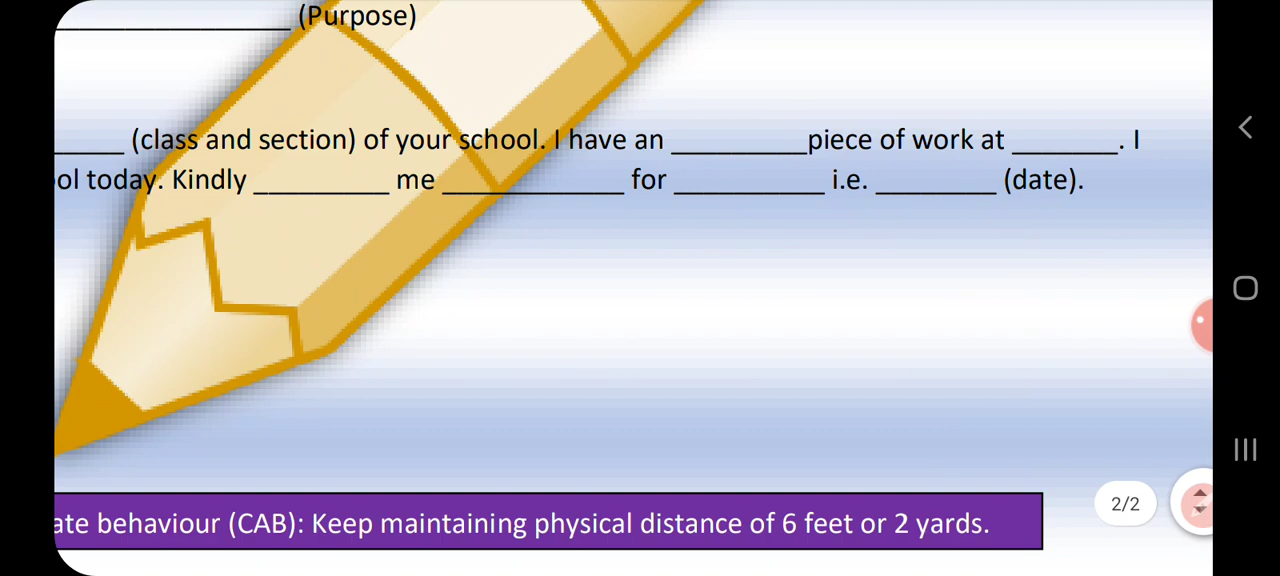 _________________ (Purpose)
_____ (class and section) of your school. I have an _________piece of work at _______. I
ol today. Kindly _________ me ____________ for __________ i.e. ________ (date).
ate behaviour (CAB): Keep maintaining physical distance of 6 feet or 2 yards.
2/2